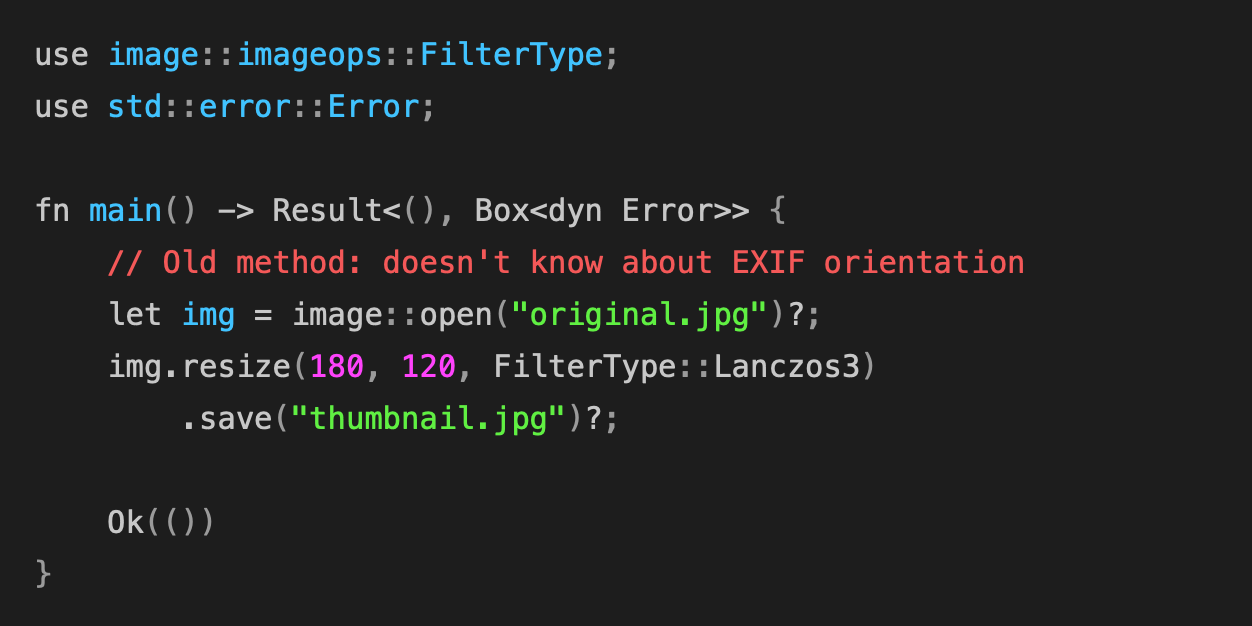 use image::imageops::FilterType;
use std::error::Error;
fn main() -> Result<(), Box<dyn Error>> {
    // Old method: doesn't know about EXIF orientation
    let img = image::open("original.jpg")?;
    img.resize(180, 120, FilterType::Lanczos3)
        .save("thumbnail.jpg")?;
    Ok(())
}